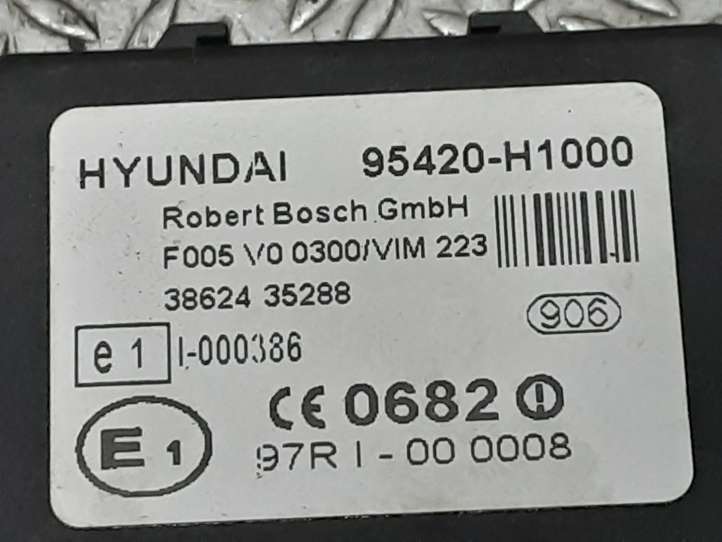 HYUNDAI 95420-H1000
Robert Bosch GmbH
F005 V0 0300/VIM 223
38624 35288
906
e 1 I-000386
CE 0682 !
E 1 97R I-00 0008